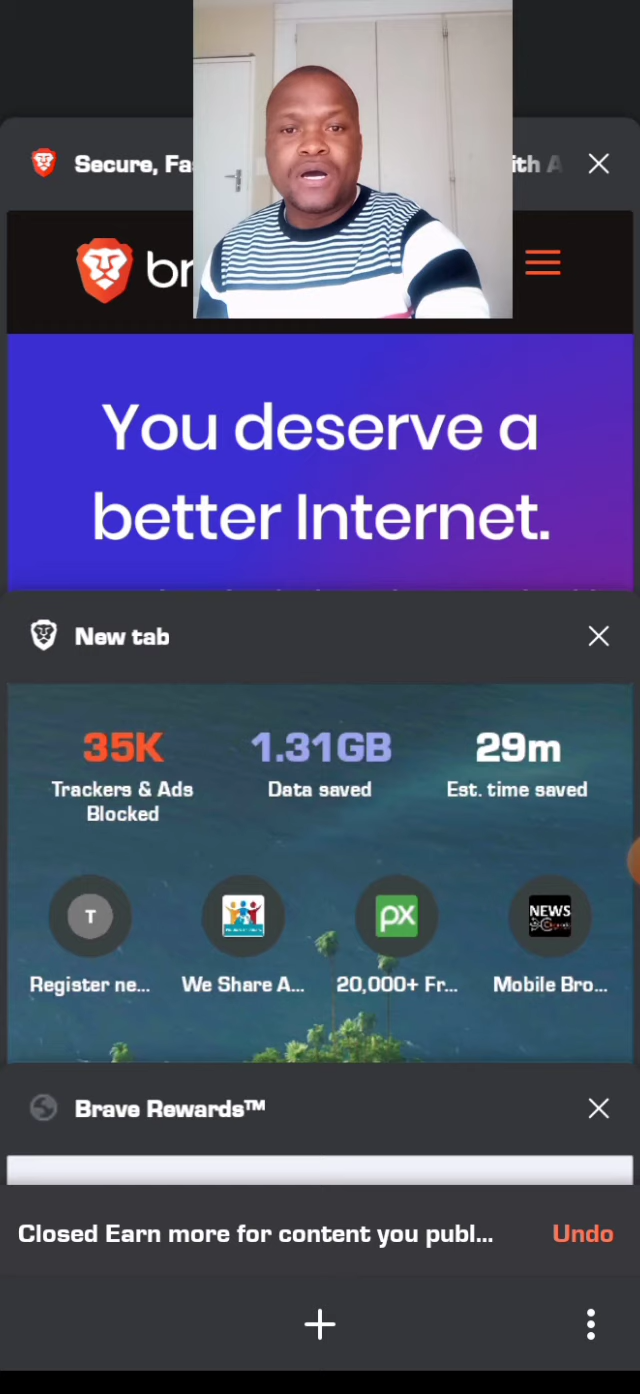 Secure, Fa
ith A
br
You deserve a
better Internet.
New tab
35K
1.31GB
29m
Trackers & Ads
Blocked
Data saved
Est. time saved
T
px
NEWS
Register ne...
We Share A...
20,000+ Fr...
Mobile Bro...
Brave Rewards™
Closed Earn more for content you publ...
Undo